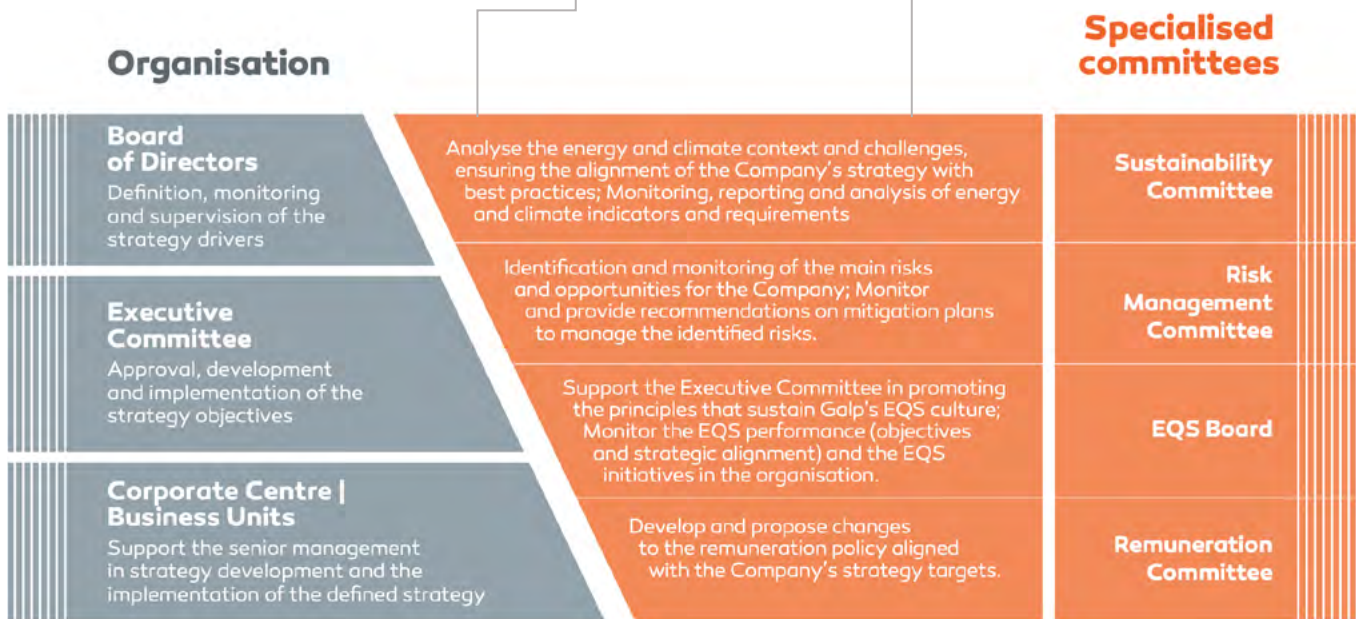 Organisation
Specialised
committees
Board
of Directors
Definition, monitoring
and supervision of the
strategy drivers
Executive
Committee
Approval, development
and implementation of the
strategy objectives
Corporate Centre |
Business Units
Support the senior management
in strategy development and the
implementation of the defined strategy
Analyse the energy and climate context and challenges,
ensuring the alignment of the Company's strategy with
best practices; Monitoring, reporting and analysis of energy
and climate indicators and requirements
Sustainability
Committee
Identification and monitoring of the main risks
and opportunities for the Company; Monitor
and provide recommendations on mitigation plans
to manage the identified risks.
Risk
Management
Committee
Support the Executive Committee in promoting
the principles that sustain Galp's EQS culture;
Monitor the EQS performance (objectives
and strategic alignment) and the EQS
initiatives in the organisation.
EQS Board
Develop and propose changes
to the remuneration policy aligned
with the Company's strategy targets.
Remuneration
Committee